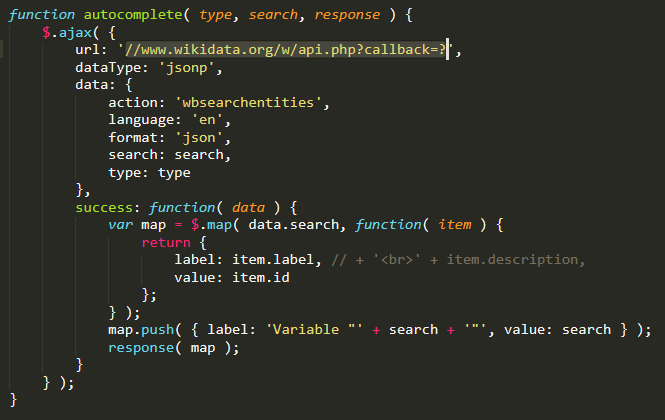 function autocomplete( type, search, response ) {
$.ajax( {
url: '//www.wikidata.org/w/api.php?callback=?',
dataType: 'jsonp',
data: {
action: 'wbsearchentities',
language: 'en',
format: 'json',
search: search,
type: type
},
success: function( data ) {
var map = $.map( data.search, function( item ) {
return {
label: item.label, // + '<br>' + item.description,
value: item.id
};
} );
map.push( { label: 'Variable "' + search + '"', value: search } );
response( map );
}
} );
}